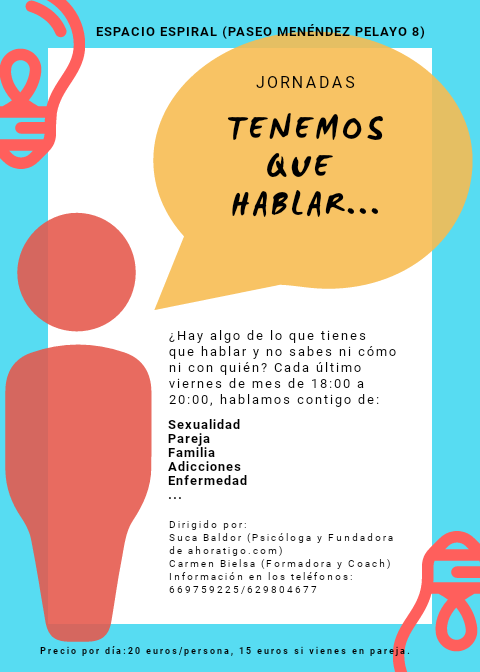 ESPACIO ESPIRAL (PASEO MENÉNDEZ PELAYO 8)
JORNADAS
TENEMOS
QUE
HABLAR...
¿Hay algo de lo que tienes
que hablar y no sabes ni cómo
ni con quién? Cada último
viernes de mes de 18:00 a
20:00, hablamos contigo de:
Sexualidad
Pareja
Familia
Adicciones
Enfermedad
...
Dirigido por:
Suca Baldor (Psicóloga y Fundadora
de ahoratigo.com)
Carmen Bielsa (Formadora y Coach)
Información en los teléfonos:
669759225/629804677
Precio por día:20 euros/persona, 15 euros si vienes en pareja.